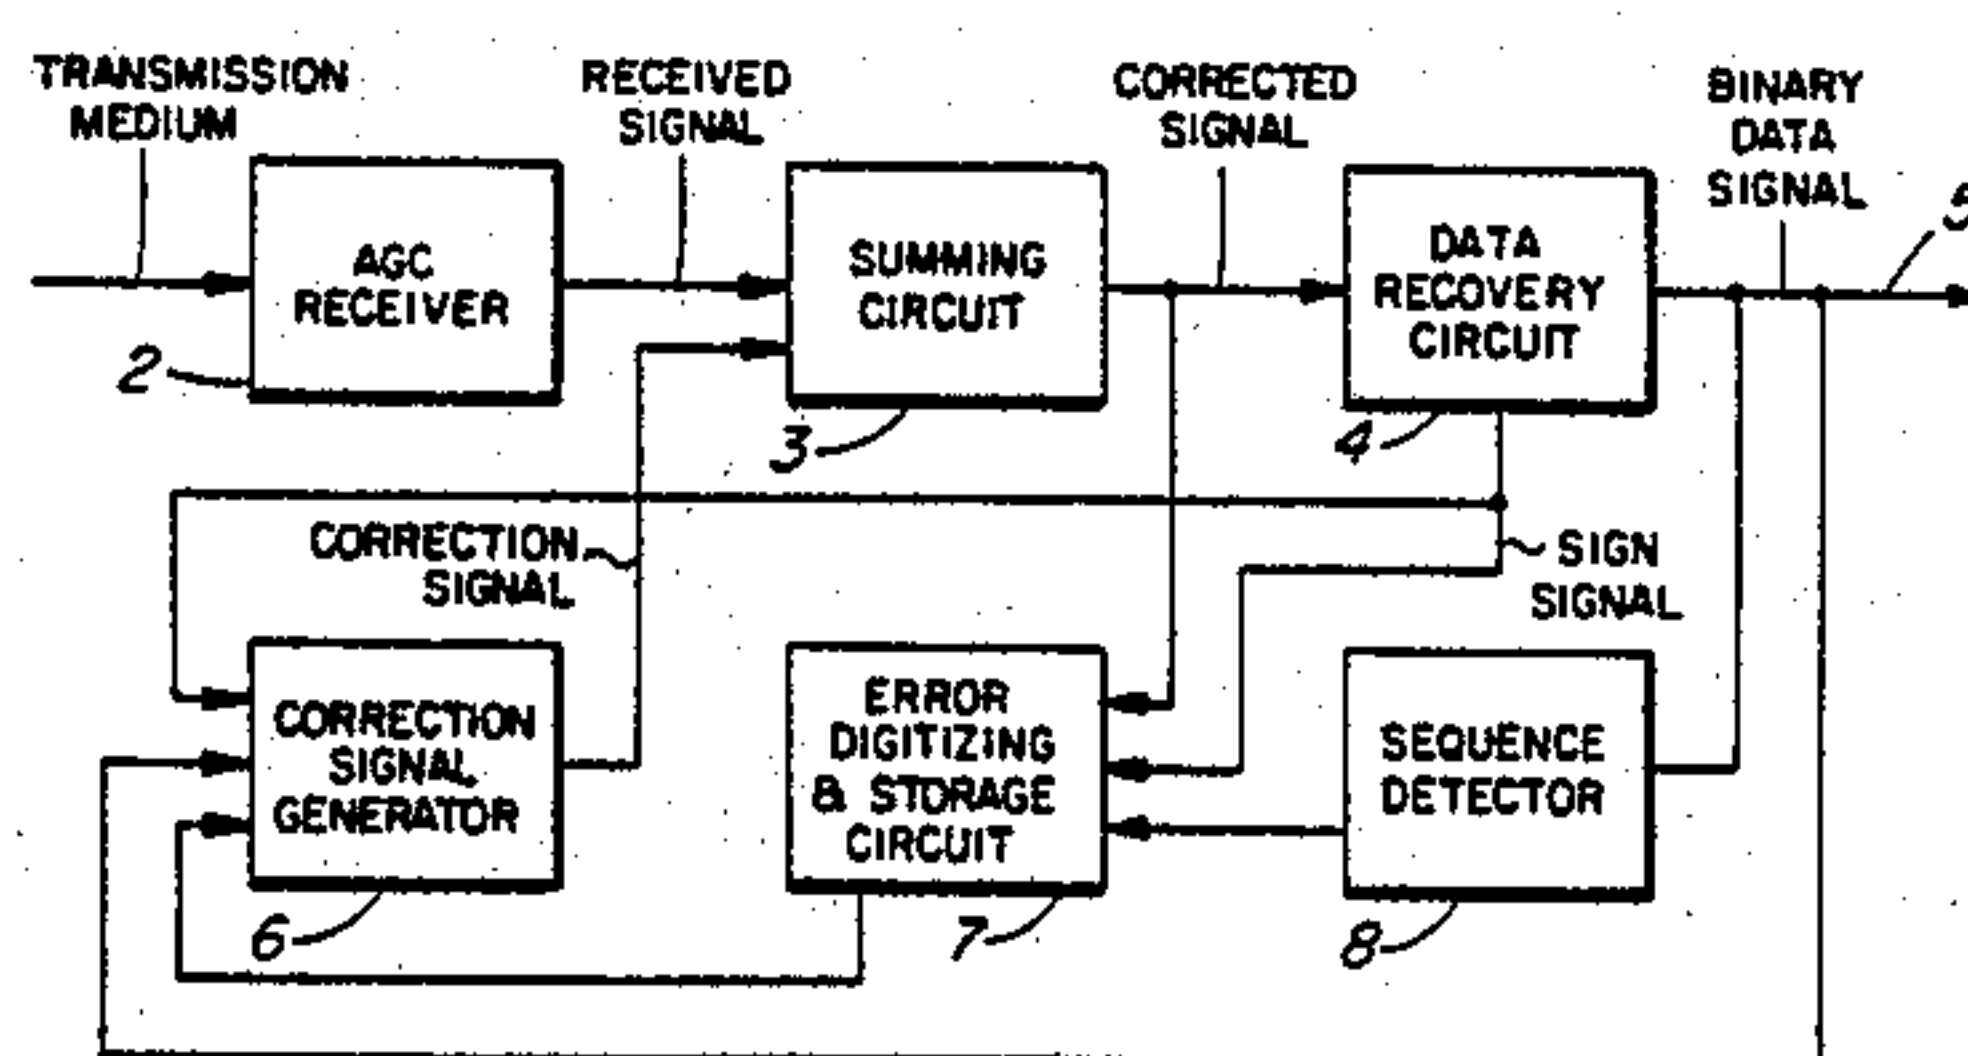 TRANSMISSION
MEDIUM
RECEIVED
SIGNAL
CORRECTED
SIGNAL
BINARY
DATA
SIGNAL
5
AGC
RECEIVER
2
SUMMING
CIRCUIT
3
DATA
RECOVERY
CIRCUIT
4
CORRECTION
SIGNAL
SIGN
SIGNAL
CORRECTION
SIGNAL
GENERATOR
6
ERROR
DIGITIZING
& STORAGE
CIRCUIT
7
SEQUENCE
DETECTOR
8